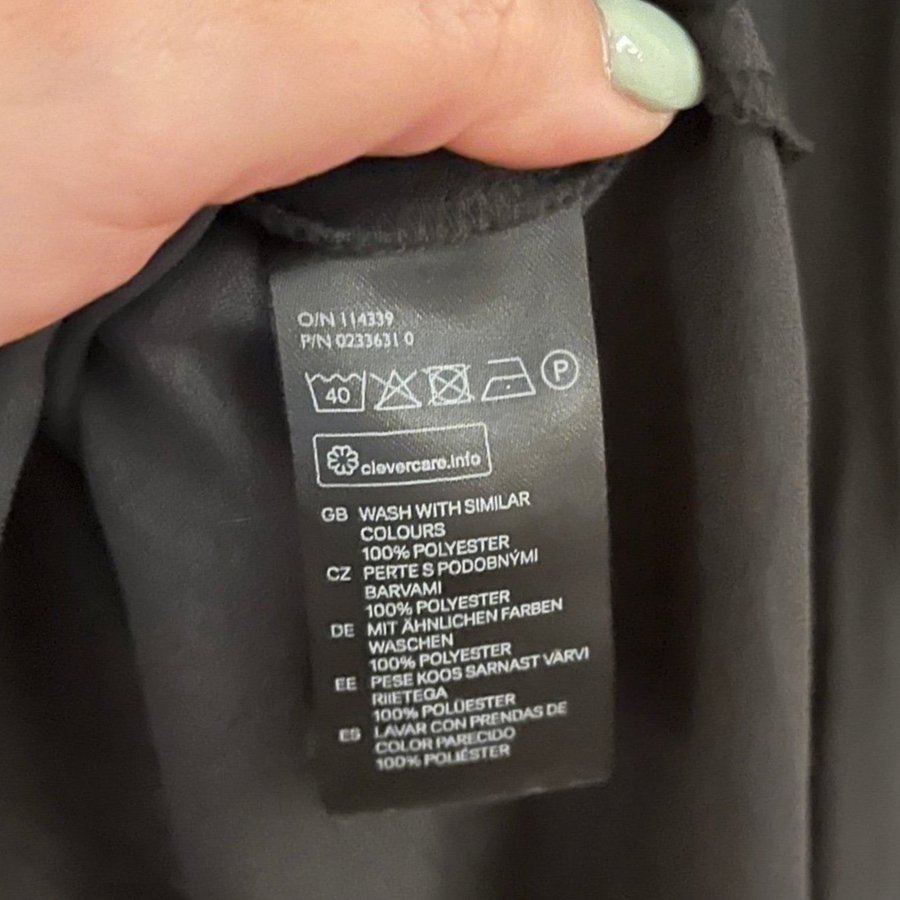 O/N 114339
P/N 0233631 0
40 P
clevercare.info
GB WASH WITH SIMILAR
COLOURS
100% POLYESTER
CZ PERTE S PODOBNÝMI
BARVAMI
100% POLYESTER
DE MIT ÄHNLICHEN FARBEN
WASCHEN
100% POLYESTER
EE PESE KOOS SARNAST VÄRVI
RIIETEGA
100% POLÜESTER
ES LAVAR CON PRENDAS DE
COLOR PARECIDO
100% POLIÉSTER